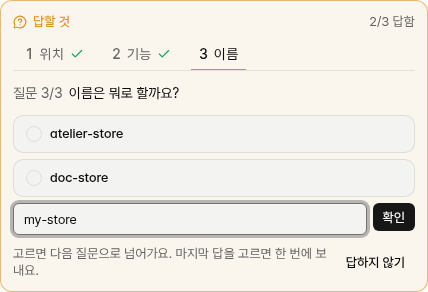 답할 것 2/3 답함
1 위치 2 기능 3 이름
질문 3/3 이름은 뭐로 할까요?
atelier-store
doc-store
my-store 확인
고르면 다음 질문으로 넘어가요. 마지막 답을 고르면 한 번에 보
내요.
답하지 않기